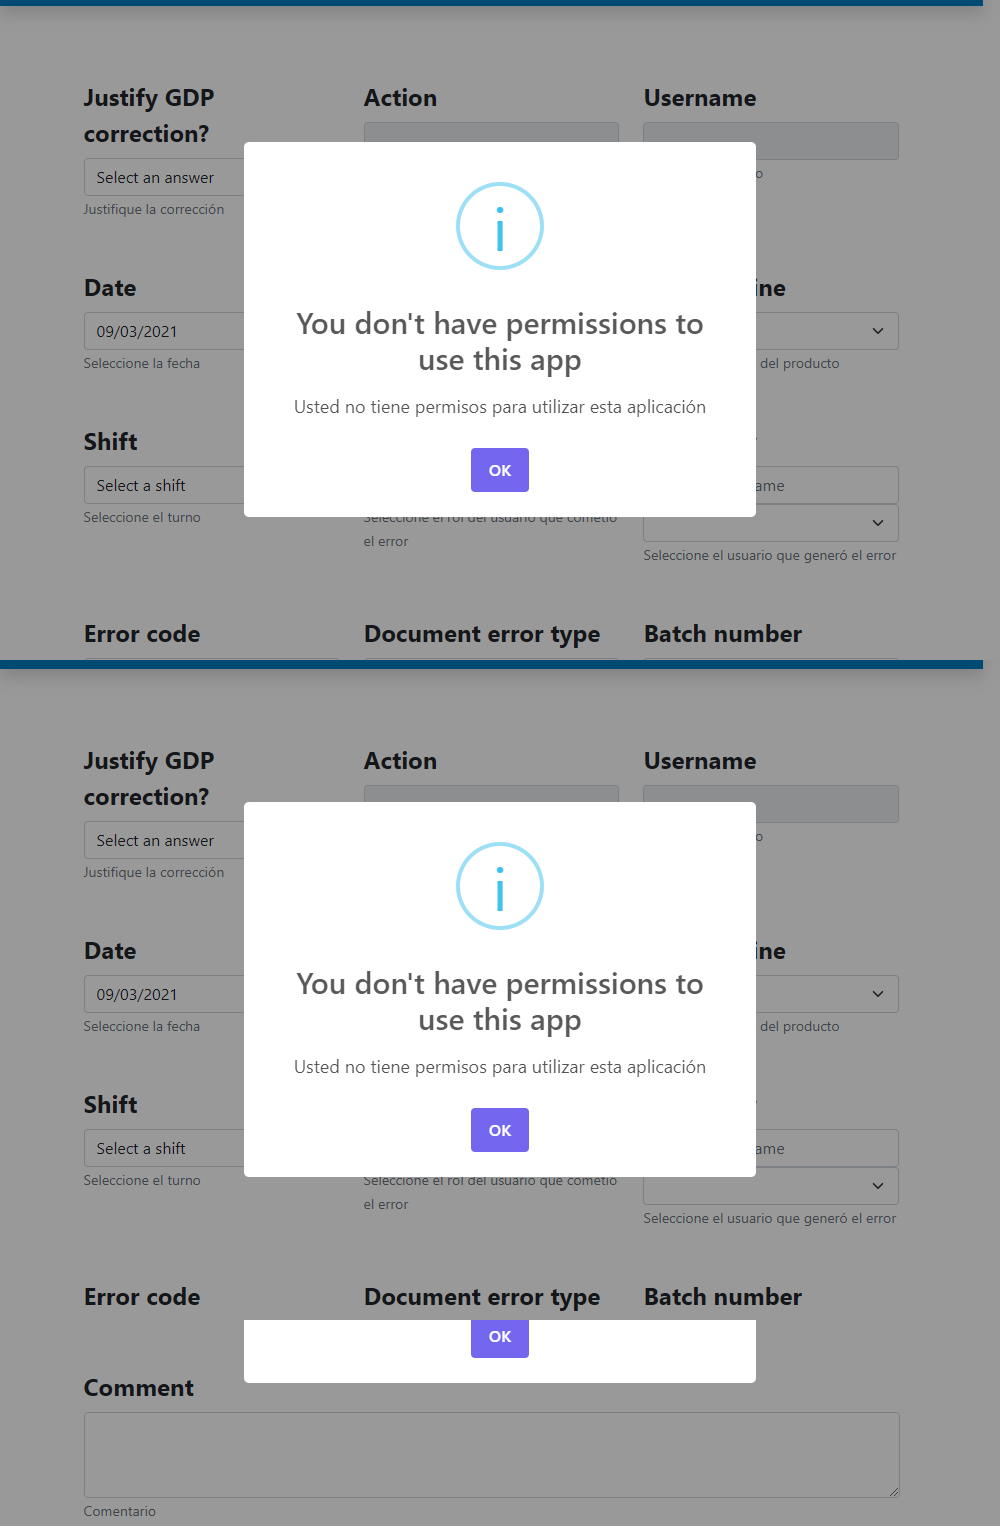 Justify GDP correction?
Action
Username
Select an answer
Justifique la corrección
o
You don't have permissions to
use this app
Usted no tiene permisos para utilizar esta aplicación
OK
Date
ine
09/03/2021
Seleccione la fecha
del producto
Shift
Select a shift
ame
Seleccione el turno
Seleccione el rol del usuario que cometió
el error
Seleccione el usuario que generó el error
Error code
Document error type
Batch number
Justify GDP correction?
Action
Username
Select an answer
Justifique la corrección
o
You don't have permissions to
use this app
Usted no tiene permisos para utilizar esta aplicación
OK
Date
ine
09/03/2021
Seleccione la fecha
del producto
Shift
Select a shift
ame
Seleccione el turno
Seleccione el rol del usuario que cometió
el error
Seleccione el usuario que generó el error
Error code
Document error type
Batch number
OK
Comment
Comentario